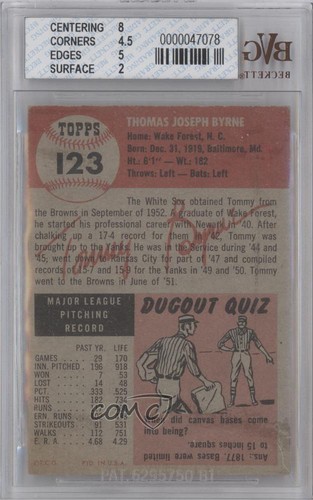 CENTERING 8
CORNERS 4.5
EDGES 5
SURFACE 2
0000047078
BVG
BECKETT
TOPPS
123
THOMAS JOSEPH BYRNE
Home: Wake Forest, N. C.
Born: Dec. 31, 1919, Baltimore, Md.
Ht: 6'1"— Wt: 182
Throws: Left — Bats: Left
The White Sox obtained Tommy from
the Browns in September of 1952. A graduate of Wake Forest,
he started his professional career with Newark in '40. After
chalking up a 17-4 record for them in '42, Tommy
was brought up to the Yanks. He was in the Service during '44 and
'45, went to Kansas City for part of '47 and compiled
records of 15-7 and 15-9 for the Yanks in '49 and '50. Tommy
went to the Browns in June of '51.
Tommy Byrne
MAJOR LEAGUE
PITCHING
RECORD
PAST YR. LIFE
GAMES 29 170
INN. PITCHED 196 918
WON 7 53
LOST 14 48
PCT. .333 .525
HITS 182 734
RUNS
ERN. RUNS
STRIKEOUTS
WALKS 112 751
E. R. A. 4.68 4.29
DUGOUT QUIZ
When did canvas bases come
into being?
Ans: 1877. Bases were limited
to 15 inches square.
COMC
PAT. 6295750 B1